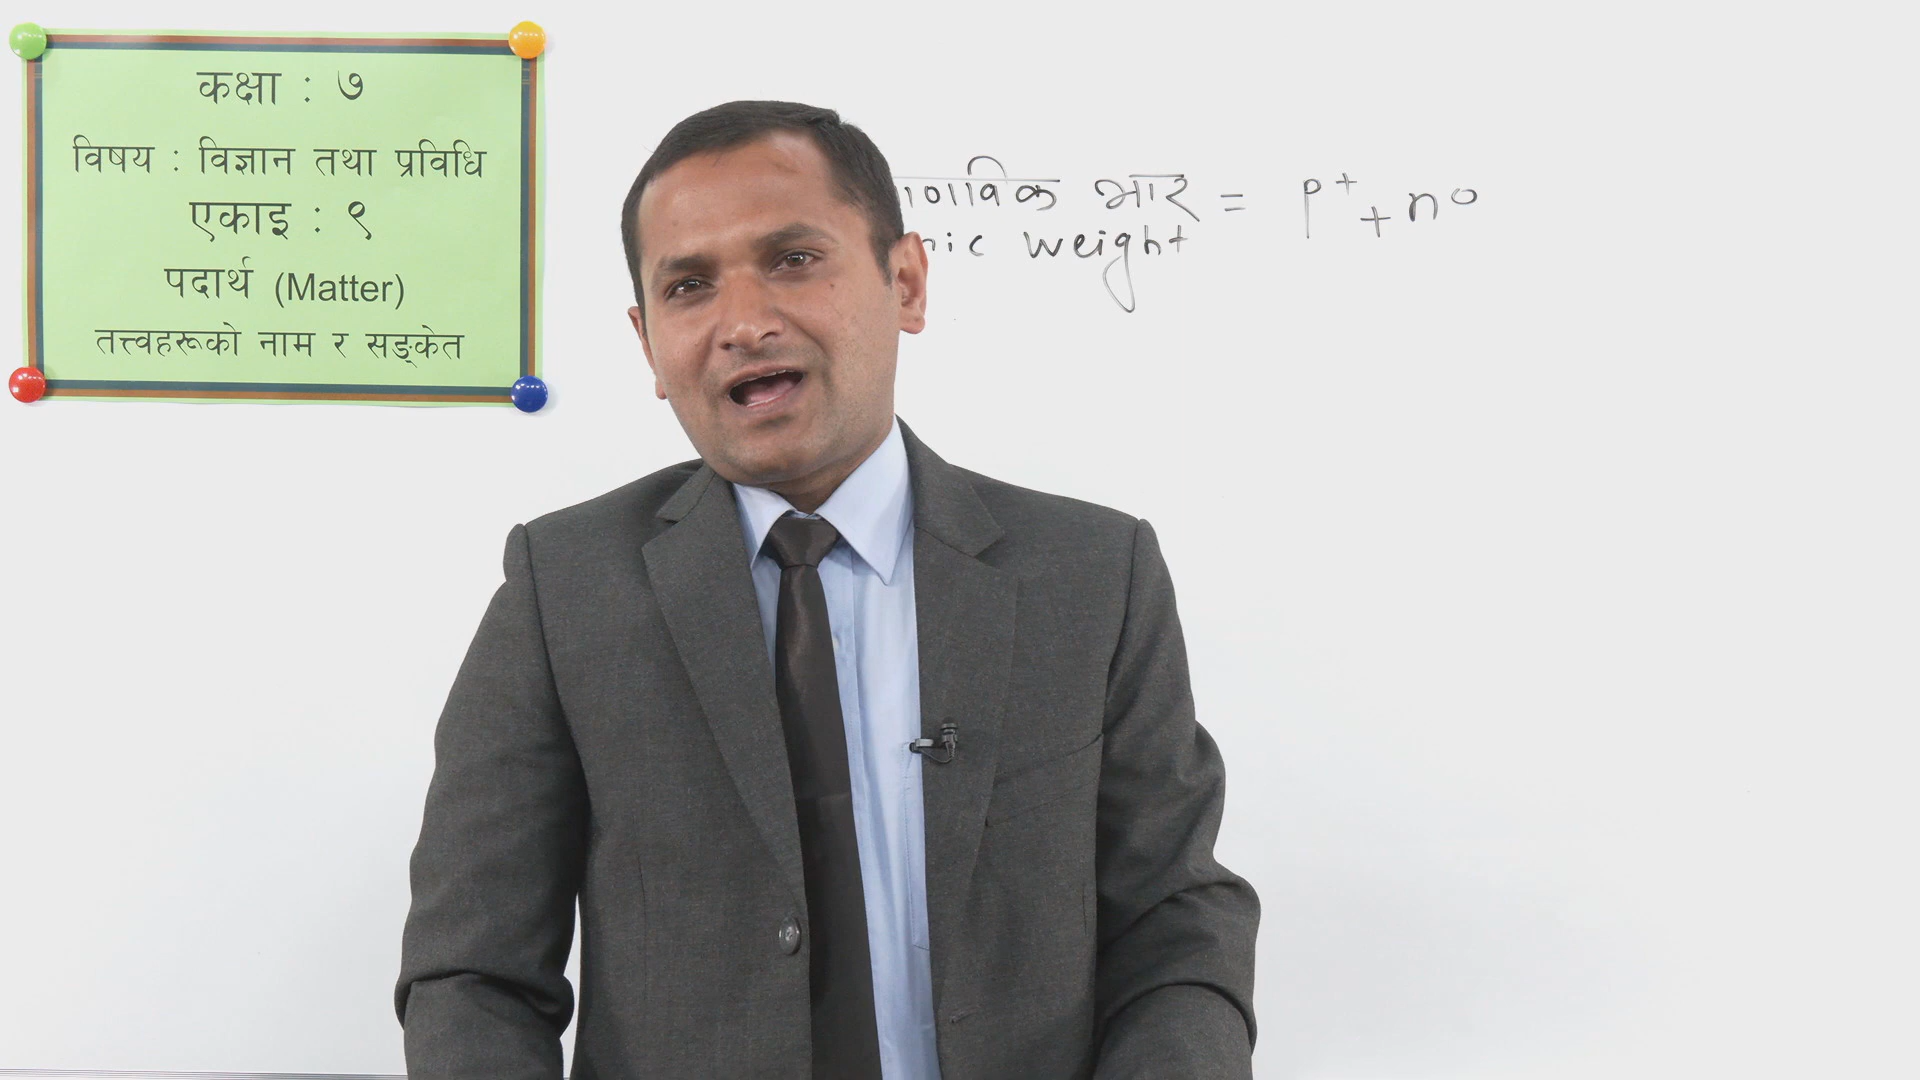 कक्षा : ७
विषय : विज्ञान तथा प्रविधि
एकाइ : ९
पदार्थ (Matter)
तत्त्वहरूको नाम र सङ्केत
भार = p⁺ + n⁰
weight